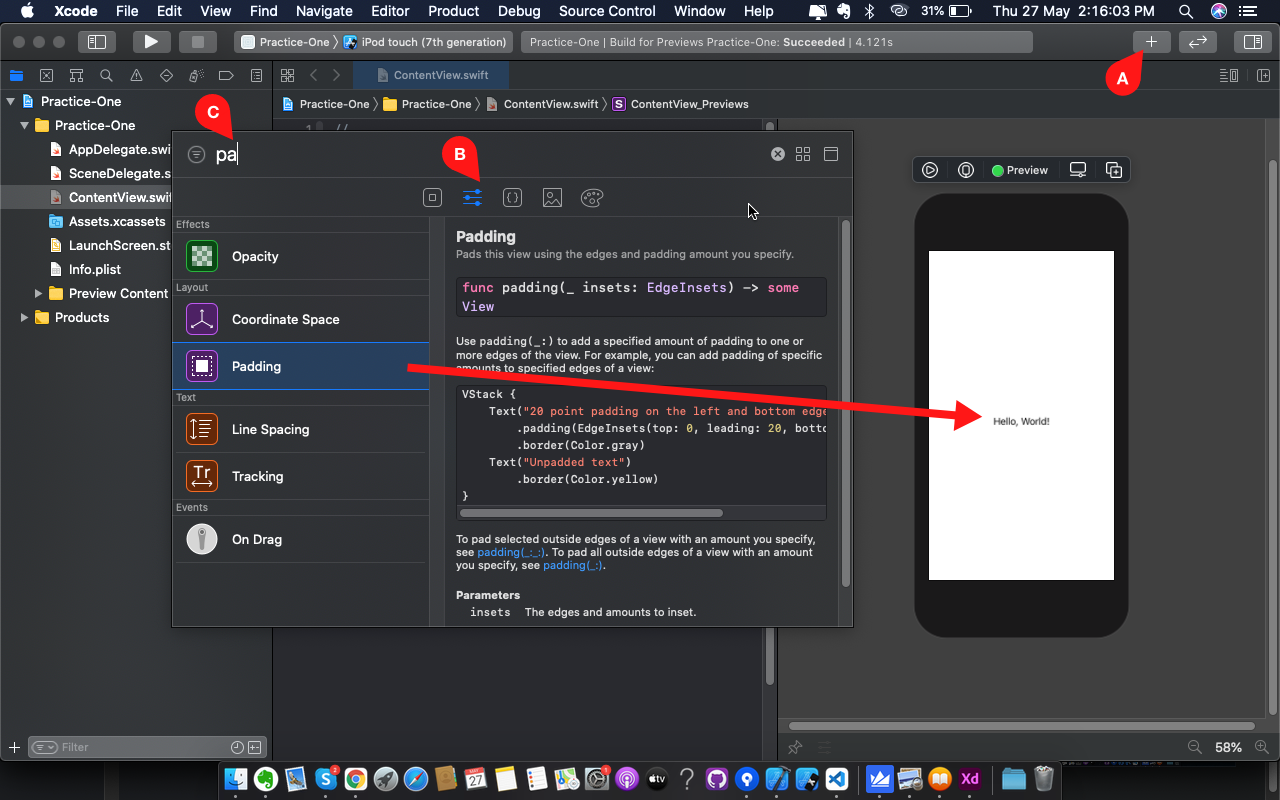 Xcode File Edit View Find Navigate Editor Product Debug Source Control Window Help 31% Thu 27 May 2:16:03 PM
Practice-One iPod touch (7th generation) Practice-One | Build for Previews Practice-One: Succeeded | 4.121s
A
ContentView.swift
Practice-One
Practice-One Practice-One ContentView.swift S ContentView_Previews
Practice-One
1 //
AppDelegate.swi
SceneDelegate.s
ContentView.swif
Assets.xcassets
LaunchScreen.st
Info.plist
Preview Content
Products
C
pa
B
Effects
Opacity
Layout
Coordinate Space
Padding
Text
Line Spacing
Tr
Tracking
Events
On Drag
Padding
Pads this view using the edges and padding amount you specify.
func padding(_ insets: EdgeInsets) -> some
View
Use padding(_:) to add a specified amount of padding to one or
more edges of the view. For example, you can add padding of specific
amounts to specified edges of a view:
VStack {
Text("20 point padding on the left and bottom edge
.padding(EdgeInsets(top: 0, leading: 20, botto
.border(Color.gray)
Text("Unpadded text")
.border(Color.yellow)
}
To pad selected outside edges of a view with an amount you specify,
see padding(_:_:). To pad all outside edges of a view with an amount
you specify, see padding(_:).
Parameters
insets The edges and amounts to inset.
Preview
Hello, World!
Filter
58%
2
27
1
tv
Xd